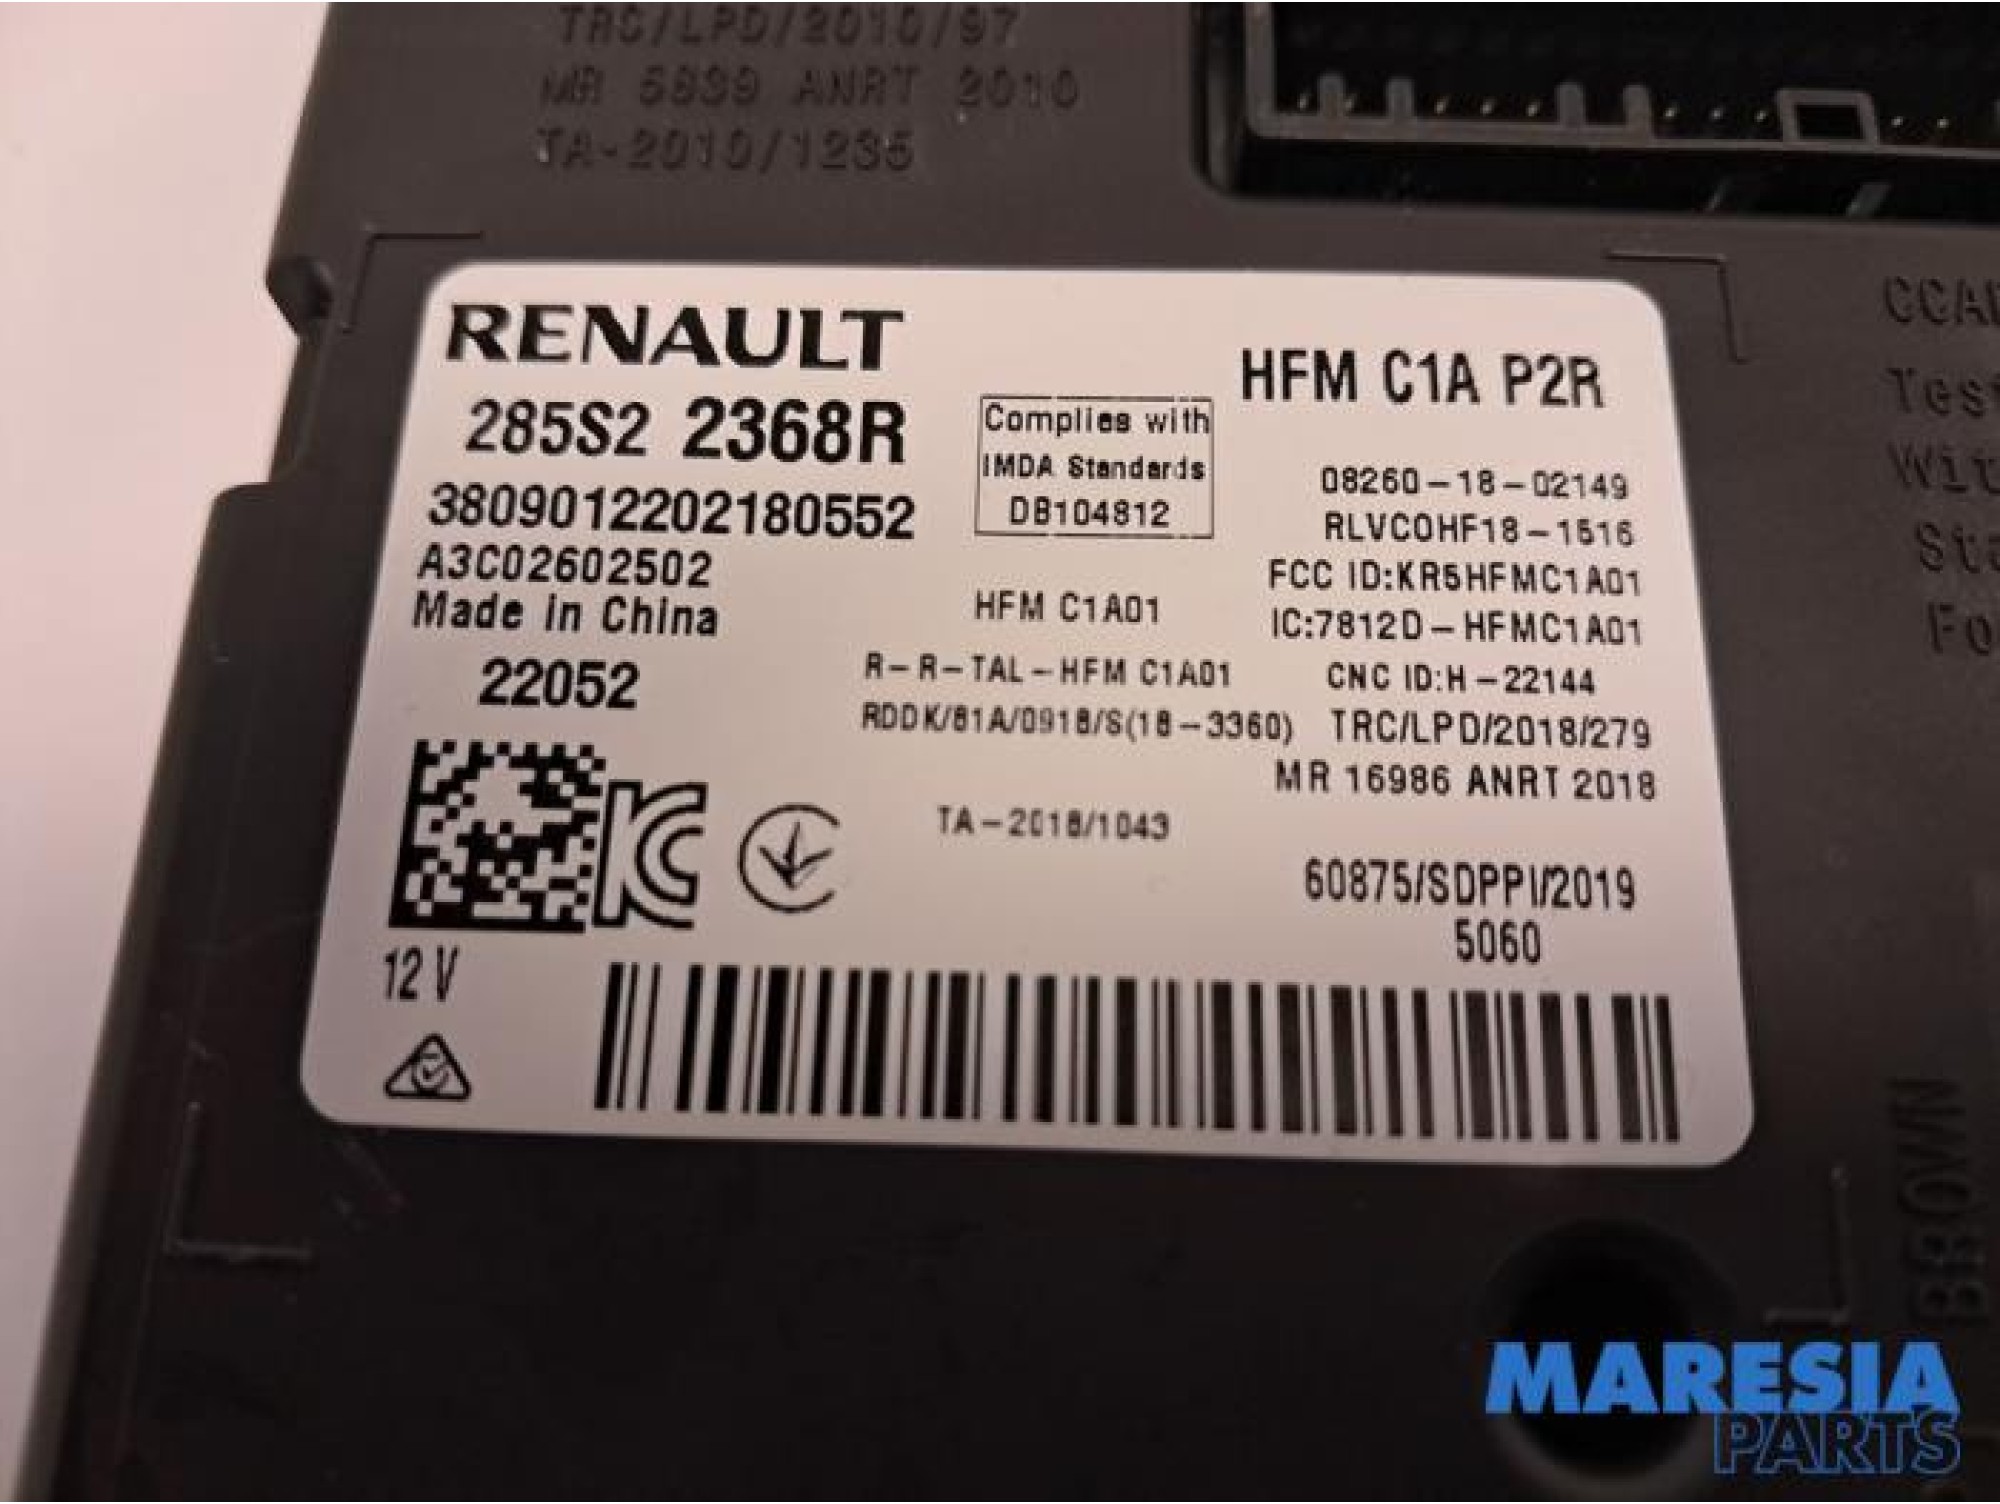 TRC/LPD/2010/97
MR 5839 ANRT 2010
TA-2010/1235
RENAULT
285S2 2368R
3809012202180552
A3C02602502
Made in China
22052
12 V
Complies with
IMDA Standards
DB104812
HFM C1A01
R-R-TAL-HFM C1A01
RDDK/81A/0918/S(18-3360)
TA-2018/1043
HFM C1A P2R
08260-18-02149
RLVC0HF18-1516
FCC ID:KR5HFMC1A01
IC:7812D-HFMC1A01
CNC ID:H-22144
TRC/LPD/2018/279
MR 16986 ANRT 2018
60875/SDPPI/2019
5060
BROWN
MARESIA
PARTS